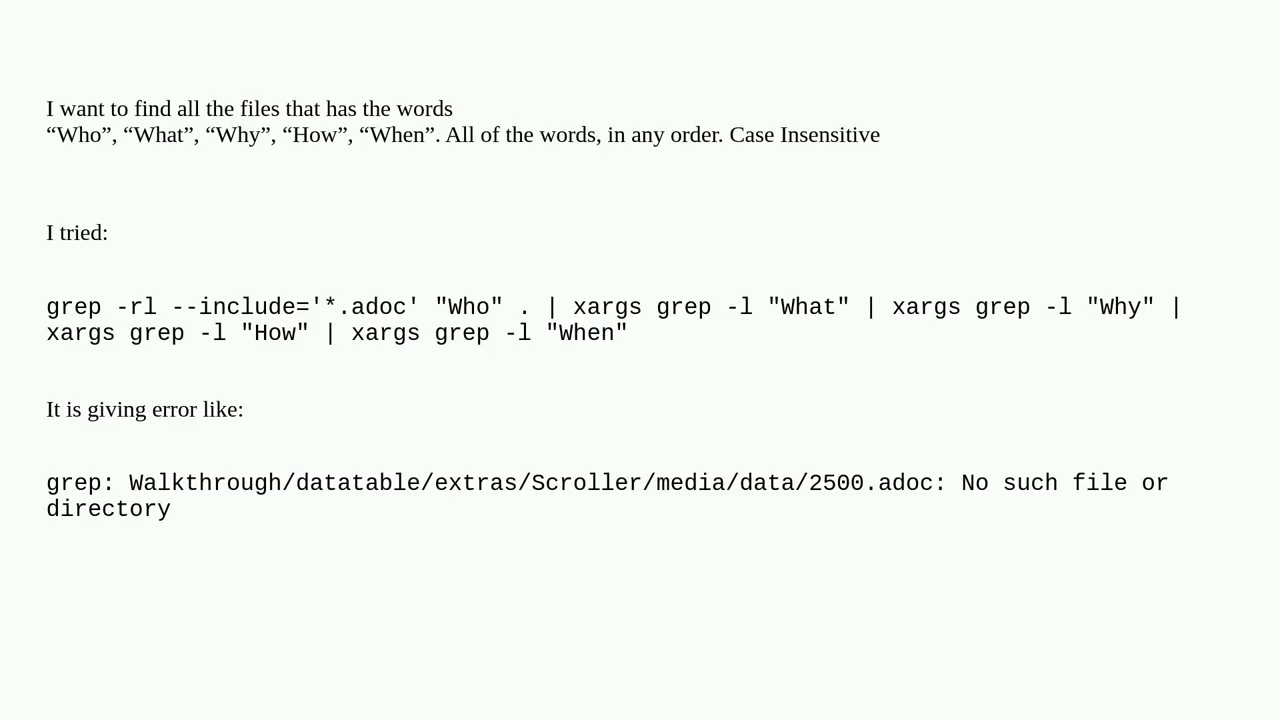 I want to find all the files that has the words
“Who”, “What”, “Why”, “How”, “When”. All of the words, in any order. Case Insensitive
I tried:
grep -rl --include='*.adoc' "Who" . | xargs grep -l "What" | xargs grep -l "Why" |
xargs grep -l "How" | xargs grep -l "When"
It is giving error like:
grep: Walkthrough/datatable/extras/Scroller/media/data/2500.adoc: No such file or
directory